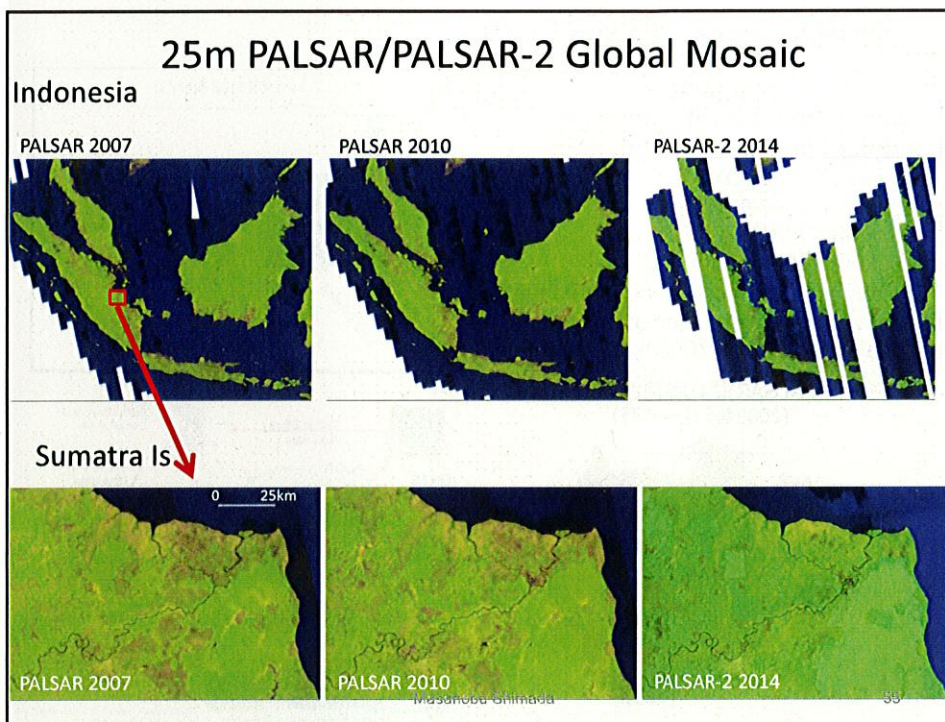 25m PALSAR/PALSAR-2 Global Mosaic
Indonesia
PALSAR 2007
PALSAR 2010
PALSAR-2 2014
Sumatra Is
0 25km
PALSAR 2007
PALSAR 2010
PALSAR-2 2014
Masanobu Shimada
55